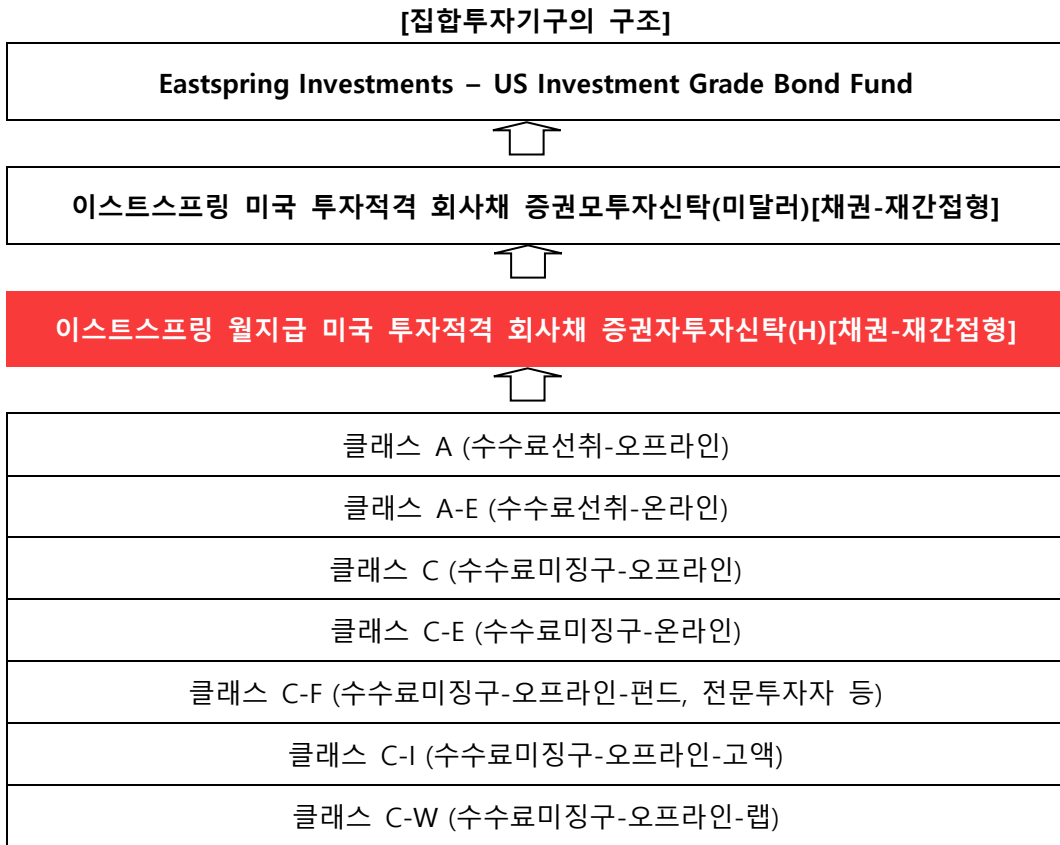 [집합투자기구의 구조]
Eastspring Investments – US Investment Grade Bond Fund
이스트스프링 미국 투자적격 회사채 증권모투자신탁(미달러)[채권-재간접형]
이스트스프링 월지급 미국 투자적격 회사채 증권자투자신탁(H)[채권-재간접형]
클래스 A (수수료선취-오프라인)
클래스 A-E (수수료선취-온라인)
클래스 C (수수료미징구-오프라인)
클래스 C-E (수수료미징구-온라인)
클래스 C-F (수수료미징구-오프라인-펀드, 전문투자자 등)
클래스 C-I (수수료미징구-오프라인-고액)
클래스 C-W (수수료미징구-오프라인-랩)